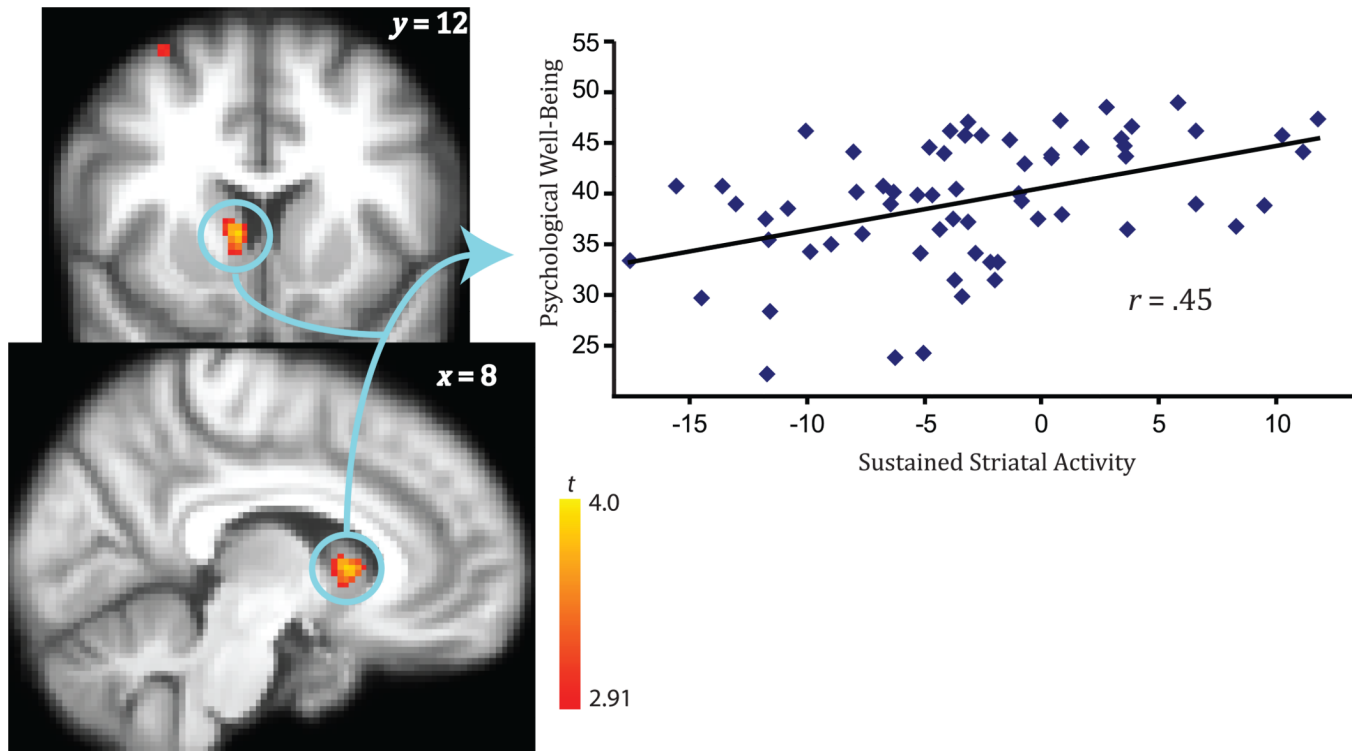 y = 12
x = 8
Psychological Well-Being
55
50
45
40
35
30
25
r = .45
-15 -10 -5 0 5 10
Sustained Striatal Activity
t
4.0
2.91